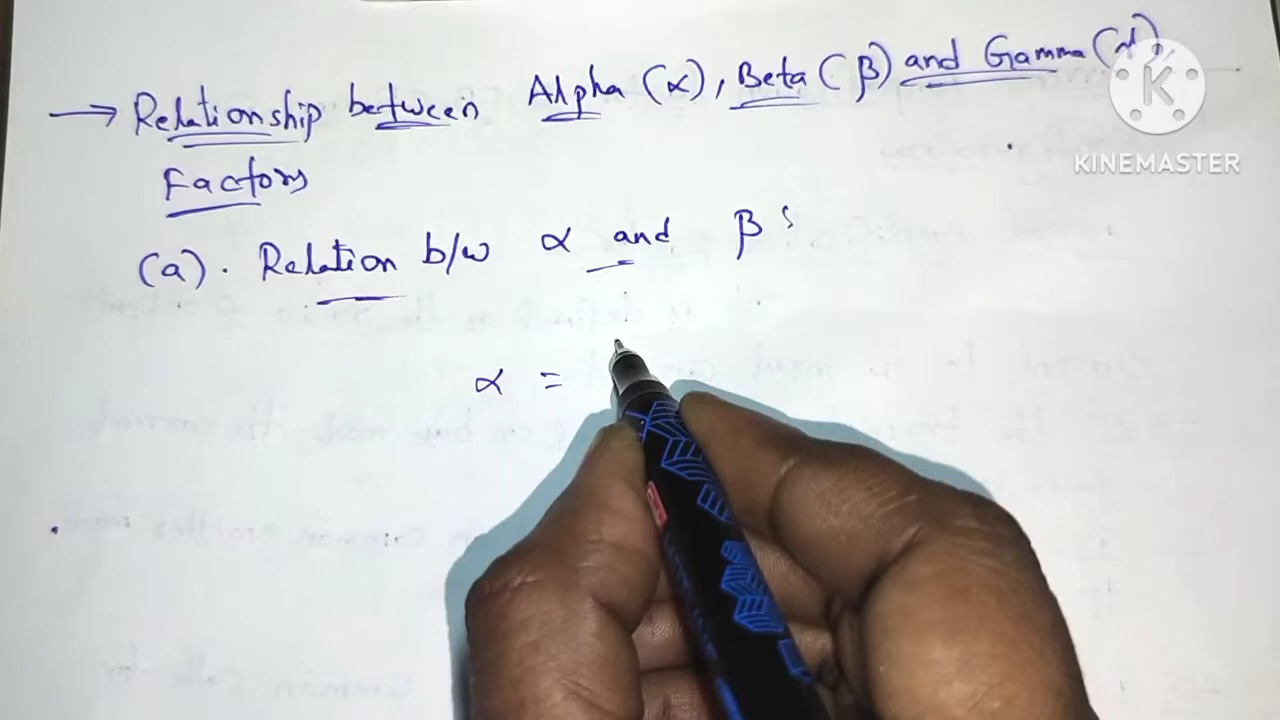 → Relationship between Alpha (α), Beta (β) and Gamma (γ)
Factors
(a). Relation b/w α and β:
α =
K
KINEMASTER